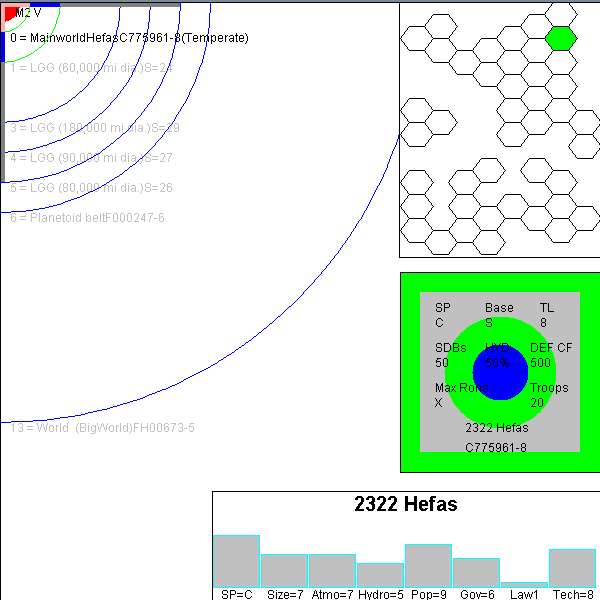 M2 V
0 = MainworldHefasC775961-8(Temperate)
1 = LGG (60,000 mi dia.)S=24
3 = LGG (180,000 mi dia.)S=29
4 = LGG (90,000 mi dia.)S=27
5 = LGG (80,000 mi dia.)S=26
6 = Planetoid beltF000247-6
13 = World (BigWorld)FH00673-5
SP Base TL
C S 8
SDBs HYD DEF CF
50 50% 500
Max Rone Troops
X 20
2322 Hefas
C775961-8
2322 Hefas
SP=C Size=7 Atmo=7 Hydro=5 Pop=9 Gov=6 Law1 Tech=8